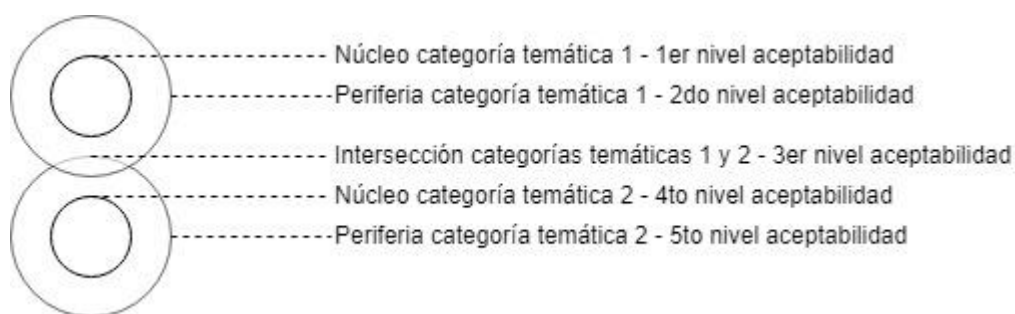 Núcleo categoría temática 1 - 1er nivel aceptabilidad
Periferia categoría temática 1 - 2do nivel aceptabilidad
Intersección categorías temáticas 1 y 2 - 3er nivel aceptabilidad
Núcleo categoría temática 2 - 4to nivel aceptabilidad
Periferia categoría temática 2 - 5to nivel aceptabilidad